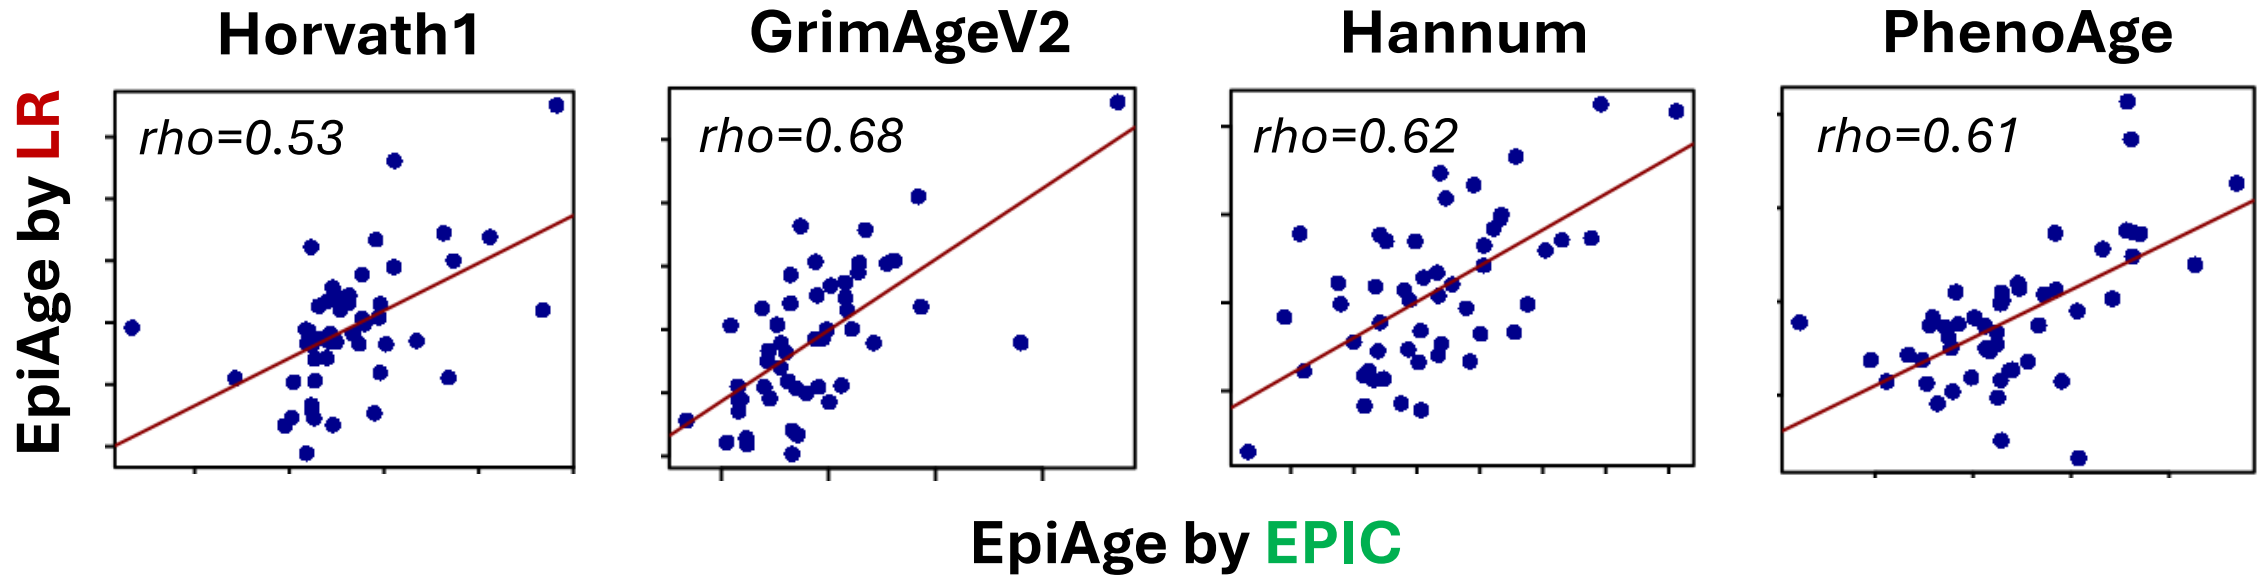 Horvath1
GrimAgeV2
Hannum
PhenoAge
EpiAge by LR
rho=0.53
rho=0.68
rho=0.62
rho=0.61
EpiAge by EPIC